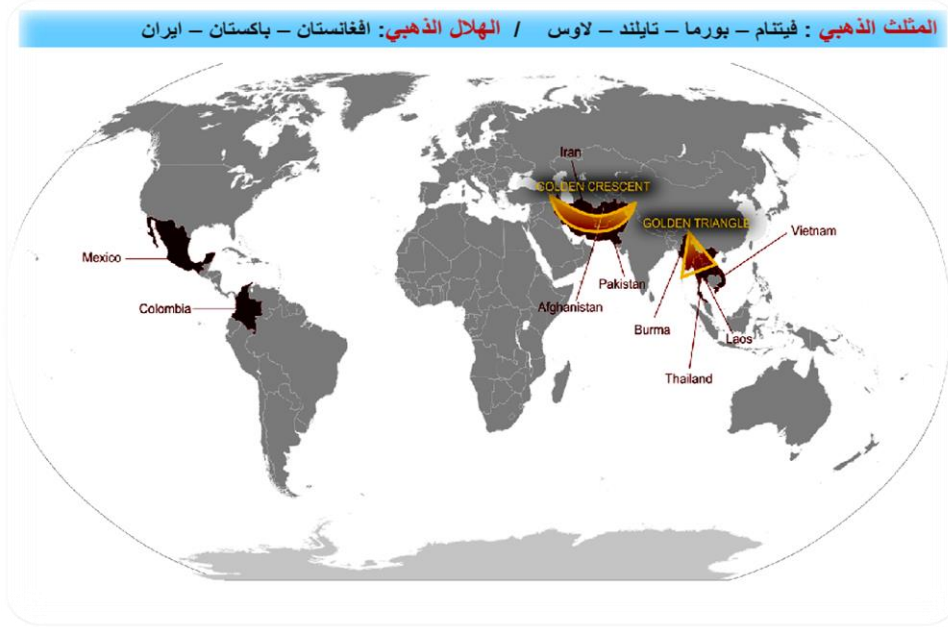 المثلث الذهبي : فيتنام – بورما – تايلند – لاوس / الهلال الذهبي: افغانستان – باكستان – ايران
Iran
GOLDEN CRESCENT
GOLDEN TRIANGLE
Vietnam
Mexico
Pakistan
Colombia
Afghanistan
Burma
Laos
Thailand